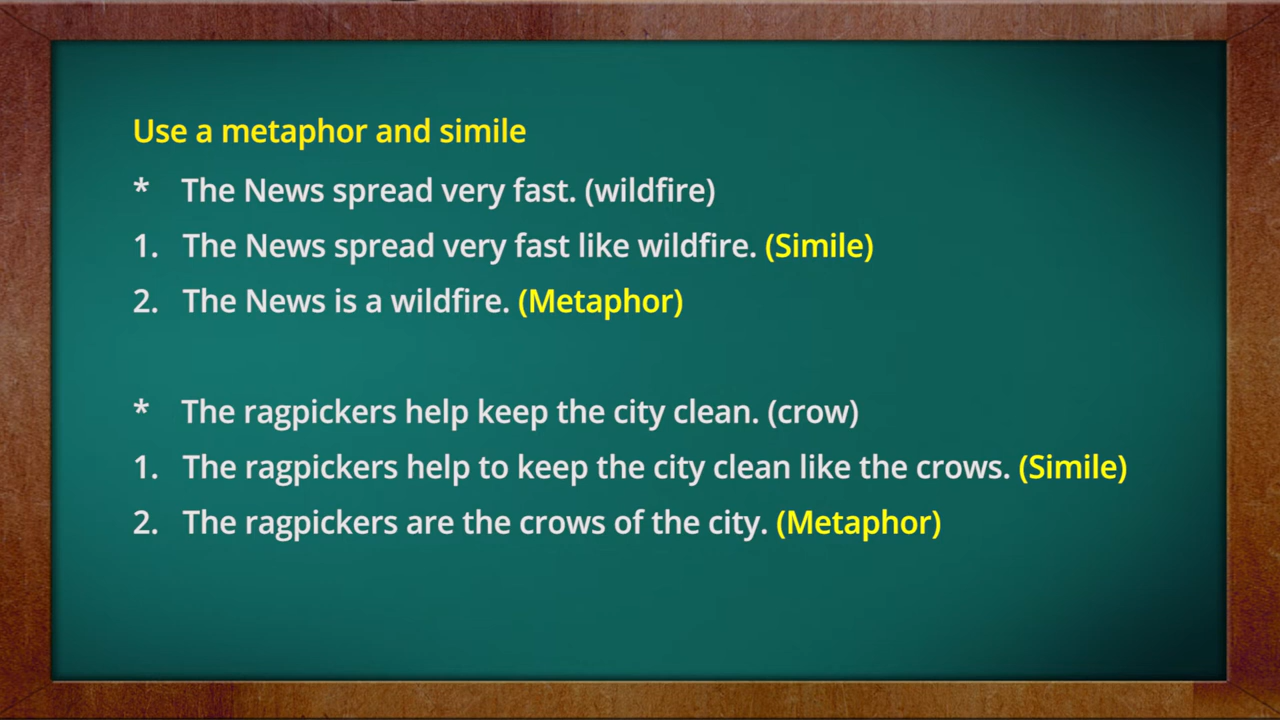 Use a metaphor and simile
* The News spread very fast. (wildfire)
1. The News spread very fast like wildfire. (Simile)
2. The News is a wildfire. (Metaphor)
* The ragpickers help keep the city clean. (crow)
1. The ragpickers help to keep the city clean like the crows. (Simile)
2. The ragpickers are the crows of the city. (Metaphor)